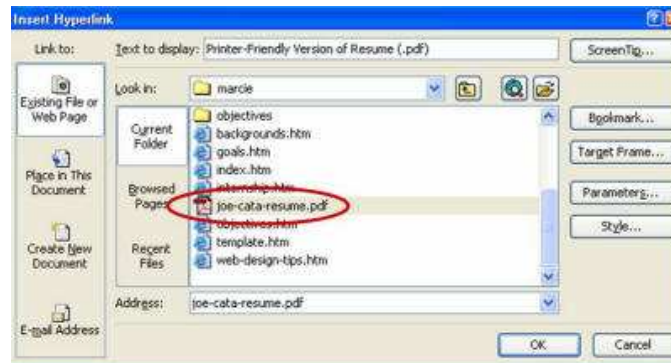 Insert Hyperlink
Link to:
Text to display: Printer-Friendly Version of Resume (.pdf)
ScreenTip...
Existing File or Web Page
Look in: marcie
Place in This Document
Create New Document
E-mail Address
Current Folder
Browsed Pages
Recent Files
objectives
backgrounds.htm
goals.htm
index.htm
internship.htm
joe-cata-resume.pdf
objectives.htm
template.htm
web-design-tips.htm
Bookmark...
Target Frame...
Parameters...
Style...
Address: joe-cata-resume.pdf
OK
Cancel